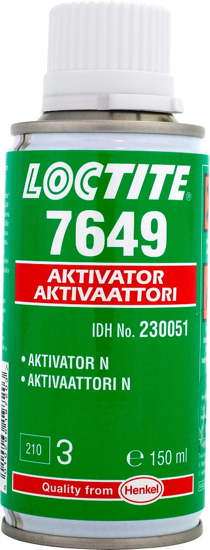 LOCTITE®
7649
AKTIVATOR
AKTIVAATTORI
IDH No. 230051
• AKTIVATOR N
• AKTIVAATTORI N
210 3
℮ 150 ml
Quality from Henkel